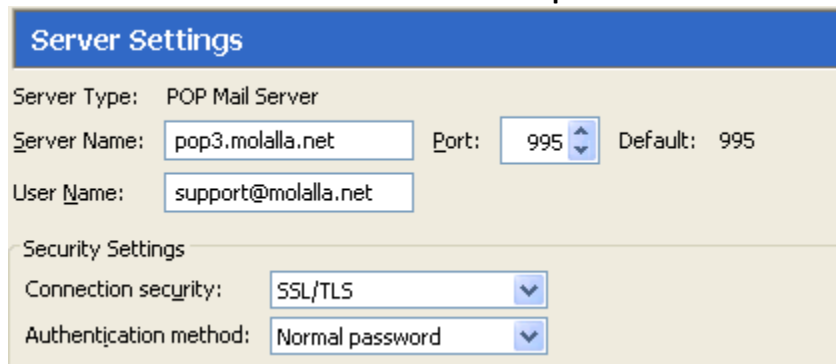 Server Settings
Server Type: POP Mail Server
Server Name: pop3.molalla.net Port: 995 Default: 995
User Name: support@molalla.net
Security Settings
Connection security: SSL/TLS
Authentication method: Normal password